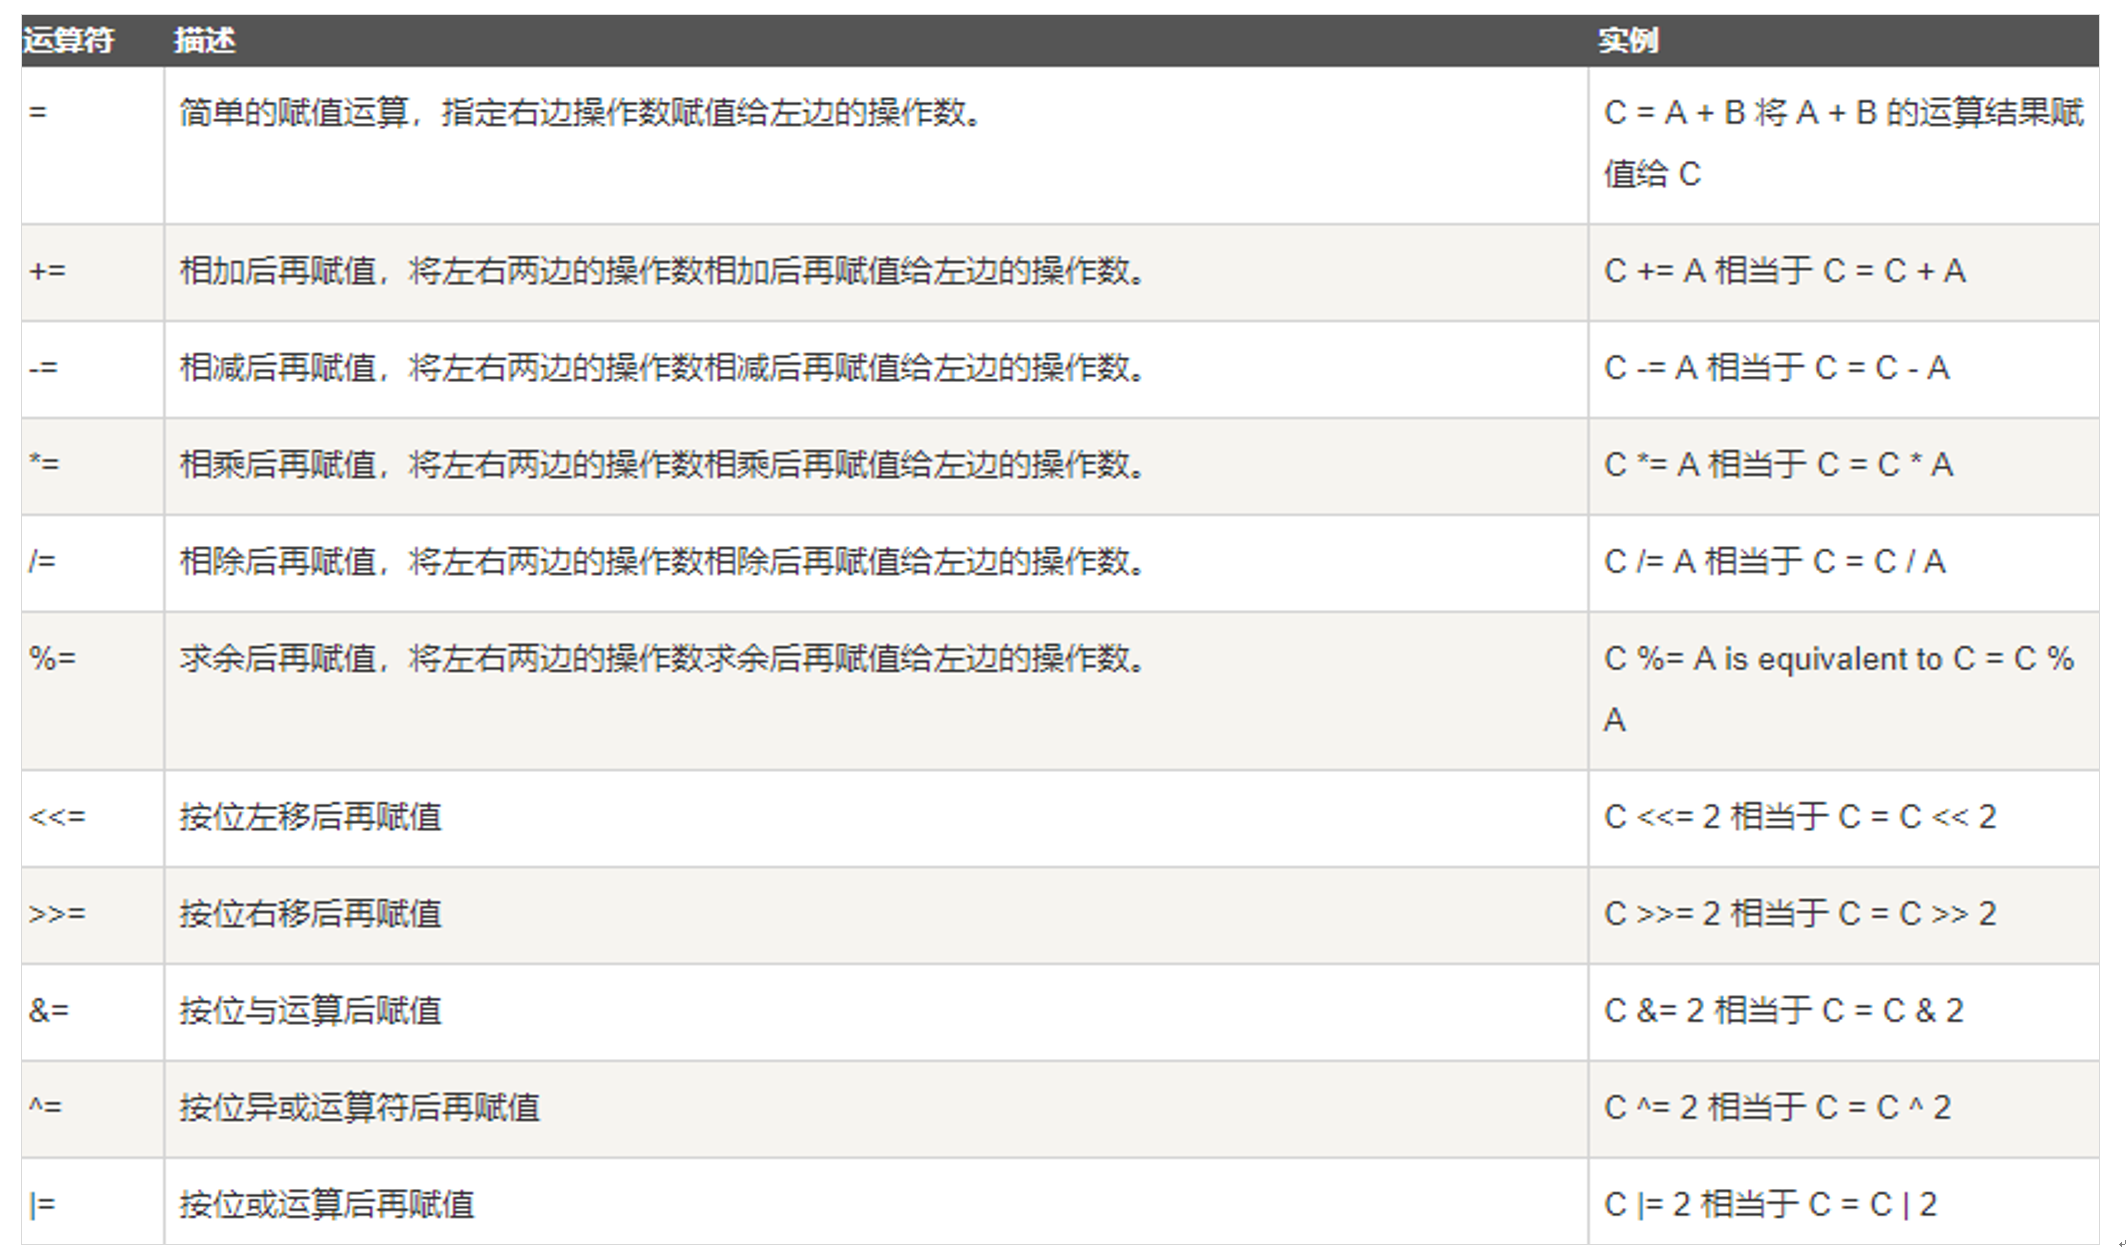 运算符 描述 实例
= 简单的赋值运算，指定右边操作数赋值给左边的操作数。 C = A + B 将 A + B 的运算结果赋
值给 C
+= 相加后再赋值，将左右两边的操作数相加后再赋值给左边的操作数。 C += A 相当于 C = C + A
-= 相减后再赋值，将左右两边的操作数相减后再赋值给左边的操作数。 C -= A 相当于 C = C - A
*= 相乘后再赋值，将左右两边的操作数相乘后再赋值给左边的操作数。 C *= A 相当于 C = C * A
/= 相除后再赋值，将左右两边的操作数相除后再赋值给左边的操作数。 C /= A 相当于 C = C / A
%= 求余后再赋值，将左右两边的操作数求余后再赋值给左边的操作数。 C %= A is equivalent to C = C %
A
<<= 按位左移后再赋值 C <<= 2 相当于 C = C << 2
>>= 按位右移后再赋值 C >>= 2 相当于 C = C >> 2
&= 按位与运算后赋值 C &= 2 相当于 C = C & 2
^= 按位异或运算符后再赋值 C ^= 2 相当于 C = C ^ 2
|= 按位或运算后再赋值 C |= 2 相当于 C = C | 2